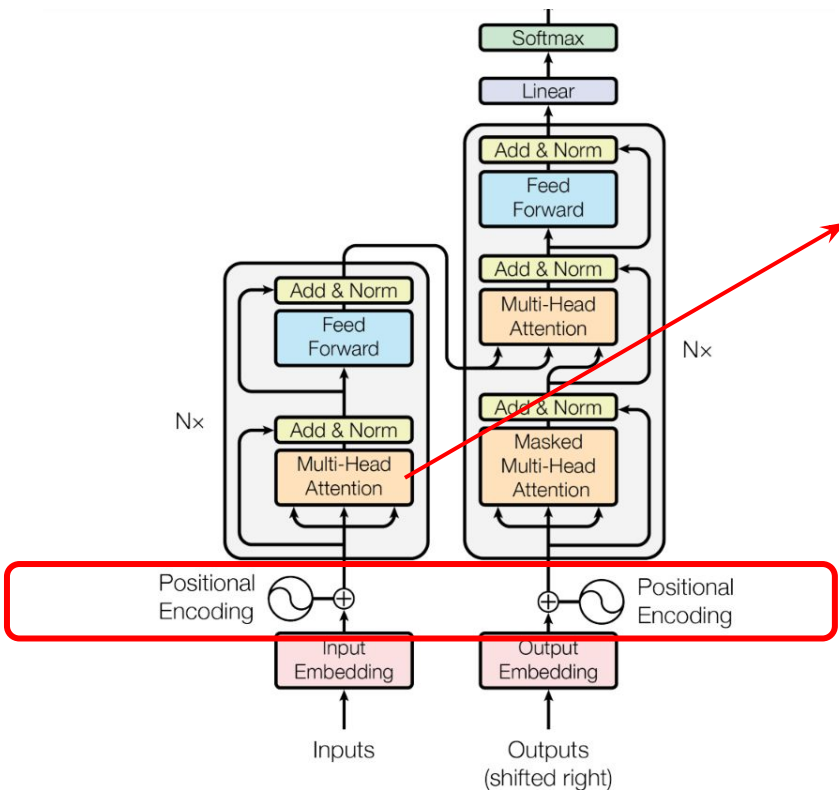 Softmax
Linear
Add & Norm
Feed
Forward
Add & Norm
Multi-Head
Attention
Nx
Add & Norm
Masked
Multi-Head
Attention
Add & Norm
Feed
Forward
Nx
Add & Norm
Multi-Head
Attention
Positional
Encoding
Positional
Encoding
Input
Embedding
Output
Embedding
Inputs
Outputs
(shifted right)